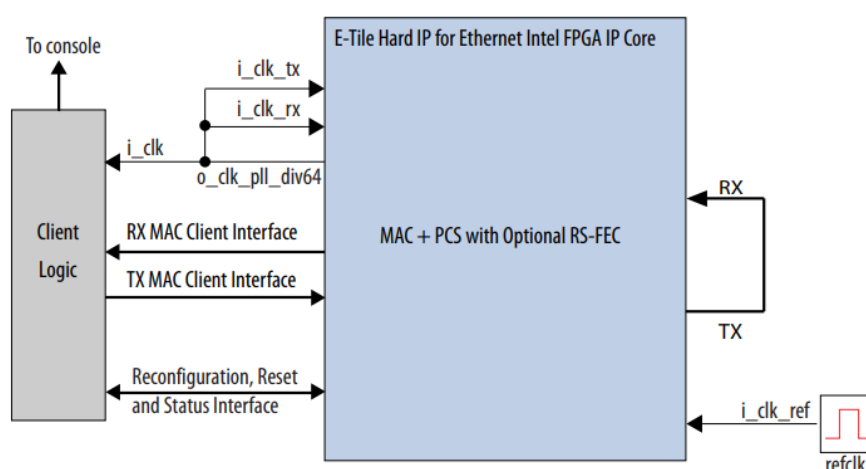 E-Tile Hard IP for Ethernet Intel FPGA IP Core
To console
i_clk_tx
i_clk_rx
i_clk
o_clk_pll_div64
RX
Client
Logic
RX MAC Client Interface
MAC + PCS with Optional RS-FEC
TX MAC Client Interface
TX
Reconfiguration, Reset
and Status Interface
i_clk_ref
refclk